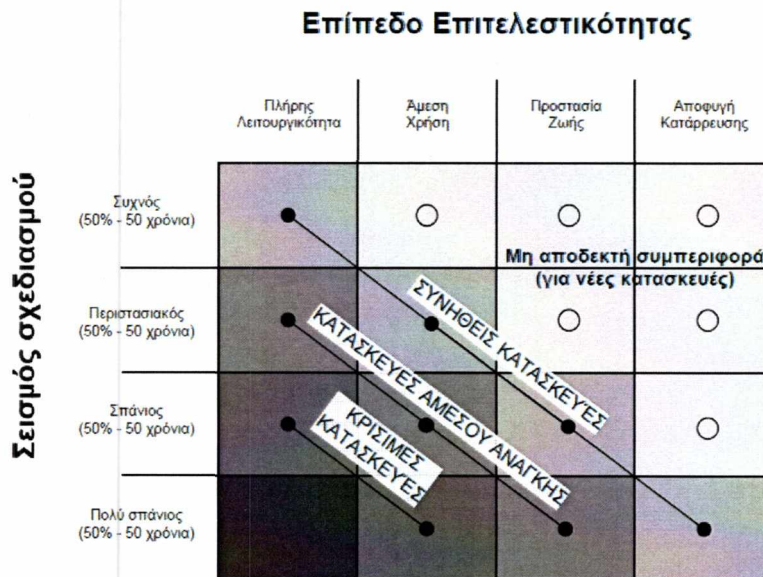 Επίπεδο Επιτελεστικότητας
Πλήρης
Λειτουργικότητα
Άμεση
Χρήση
Προστασία
Ζωής
Αποφυγή
Κατάρρευσης
Σεισμός σχεδιασμού
Συχνός
(50% - 50 χρόνια)
Μη αποδεκτή συμπεριφορά
(για νέες κατασκευές)
Περιστασιακός
(50% - 50 χρόνια)
ΣΥΝΗΘΕΙΣ ΚΑΤΑΣΚΕΥΈΣ
ΚΑΤΑΣΚΕΥΕΣ ΑΜΕΣΟΥ ΑΝΑΓΚΗΣ
Σπάνιος
(50% - 50 χρόνια)
ΚΡΙΣΙΜΕΣ
ΚΑΤΑΣΚΕΥΕΣ
Πολύ σπάνιος
(50% - 50 χρόνια)